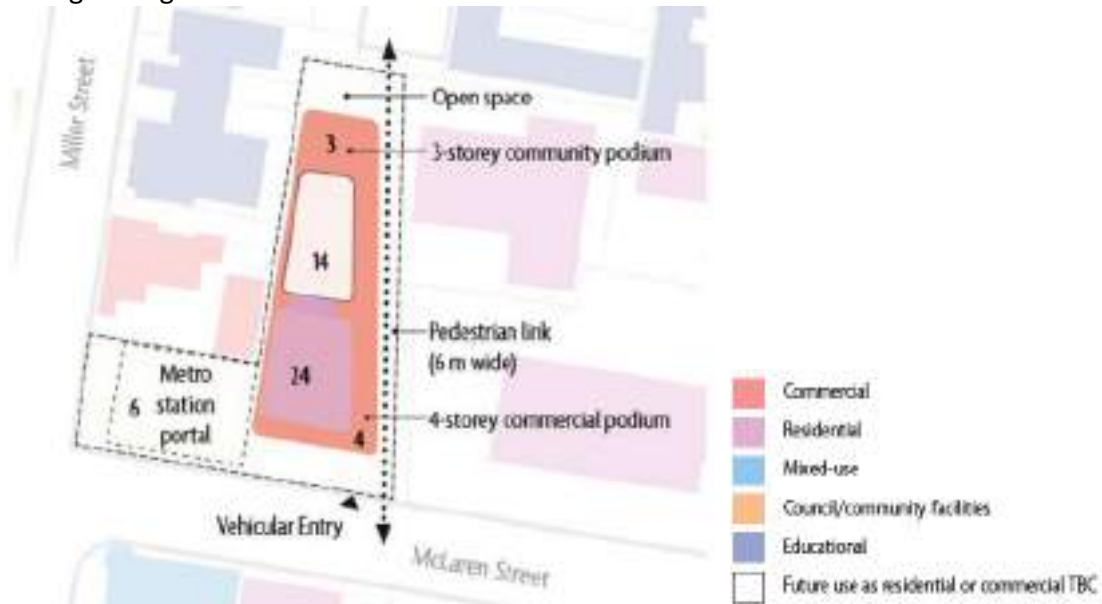 Miller Street
Open space
3
3-storey community podium
14
Pedestrian link
(6 m wide)
24
Metro
6 station
portal
4-storey commercial podium
4
Vehicular Entry
McLaren Street
Commercial
Residential
Mixed-use
Council/community facilities
Educational
Future use as residential or commercial TBC